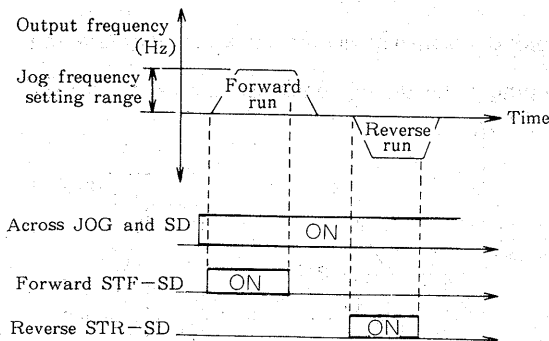 Output frequency
(Hz)
Jog frequency
setting range
Forward
run
Time
Reverse
run
Across JOG and SD
ON
Forward STF-SD
ON
Reverse STR-SD
ON